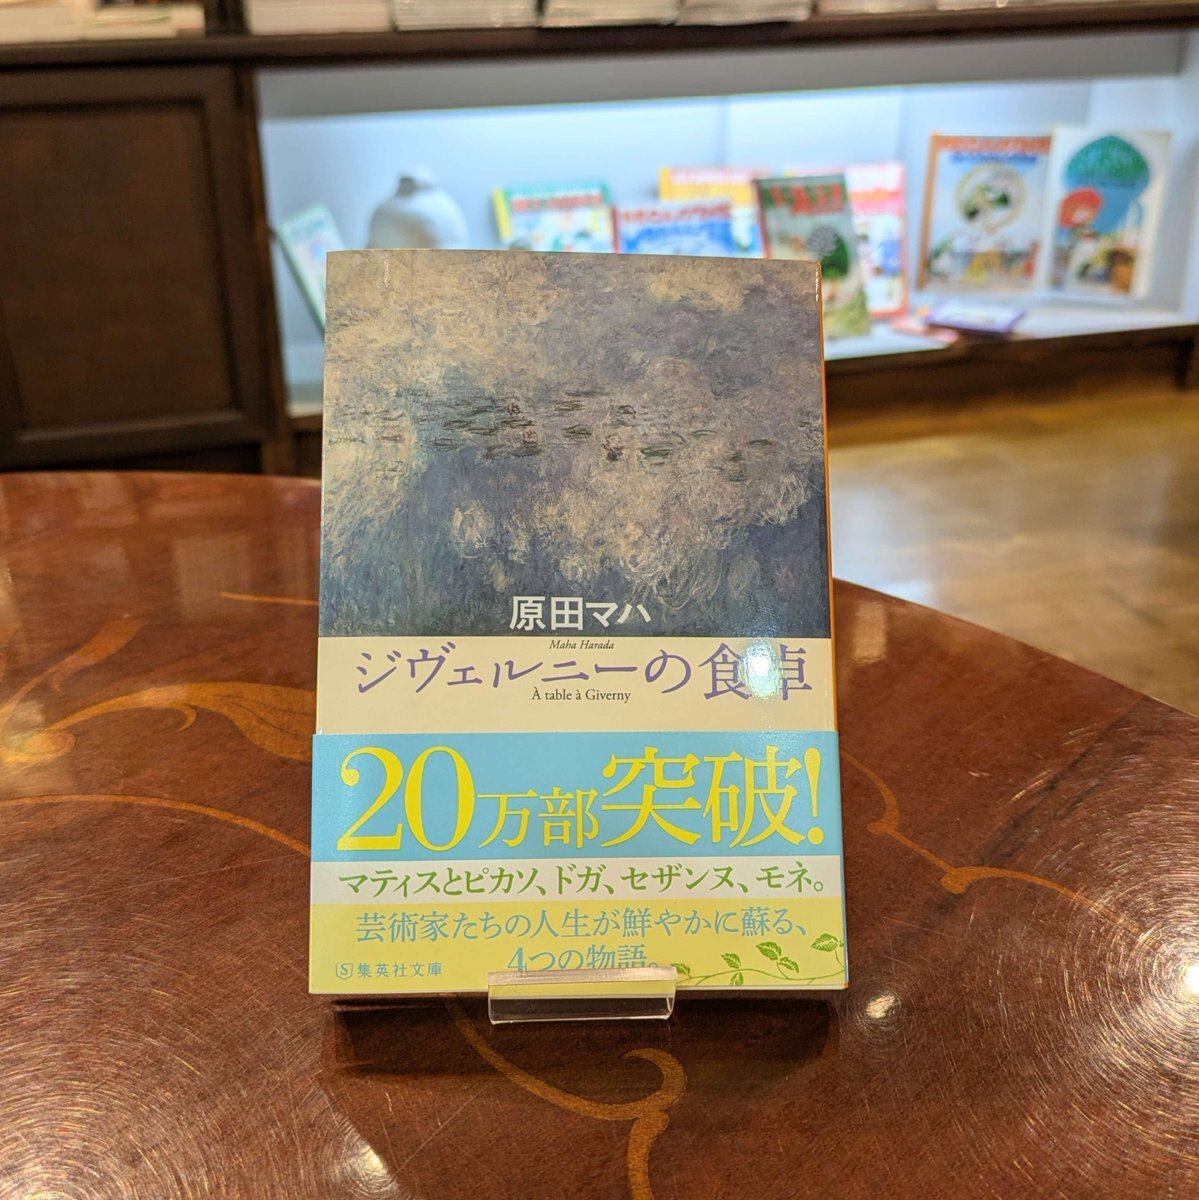 原田マハ
Maha Harada
ジヴェルニーの食卓
À table à Giverny
20万部突破!
マティスとピカソ、ドガ、セザンヌ、モネ。
芸術家たちの人生が鮮やかに蘇る、
4つの物語。
集英社文庫